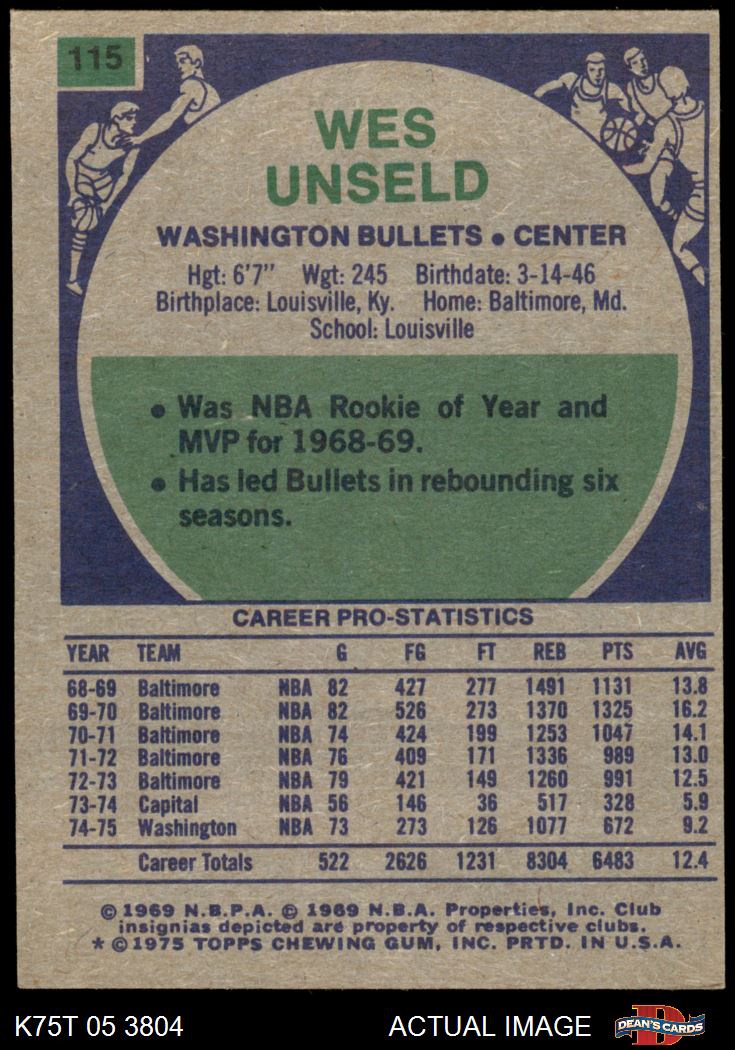 115
WES
UNSELD
WASHINGTON BULLETS • CENTER
Hgt: 6'7" Wgt: 245 Birthdate: 3-14-46
Birthplace: Louisville, Ky. Home: Baltimore, Md.
School: Louisville
• Was NBA Rookie of Year and
MVP for 1968-69.
• Has led Bullets in rebounding six
seasons.
CAREER PRO-STATISTICS
YEAR TEAM G FG FT REB PTS AVG
68-69 Baltimore NBA 82 427 277 1491 1131 13.8
69-70 Baltimore NBA 82 526 273 1370 1325 16.2
70-71 Baltimore NBA 74 424 199 1253 1047 14.1
71-72 Baltimore NBA 76 409 171 1336 989 13.0
72-73 Baltimore NBA 79 421 149 1260 991 12.5
73-74 Capital NBA 56 146 36 517 328 5.9
74-75 Washington NBA 73 273 126 1077 672 9.2
Career Totals 522 2626 1231 8304 6483 12.4
© 1969 N.B.P.A. © 1969 N.B.A. Properties, Inc. Club
insignias depicted are property of respective clubs.
* © 1975 TOPPS CHEWING GUM, INC. PRTD. IN U.S.A.
K75T 05 3804 ACTUAL IMAGE DEAN'S CARDS